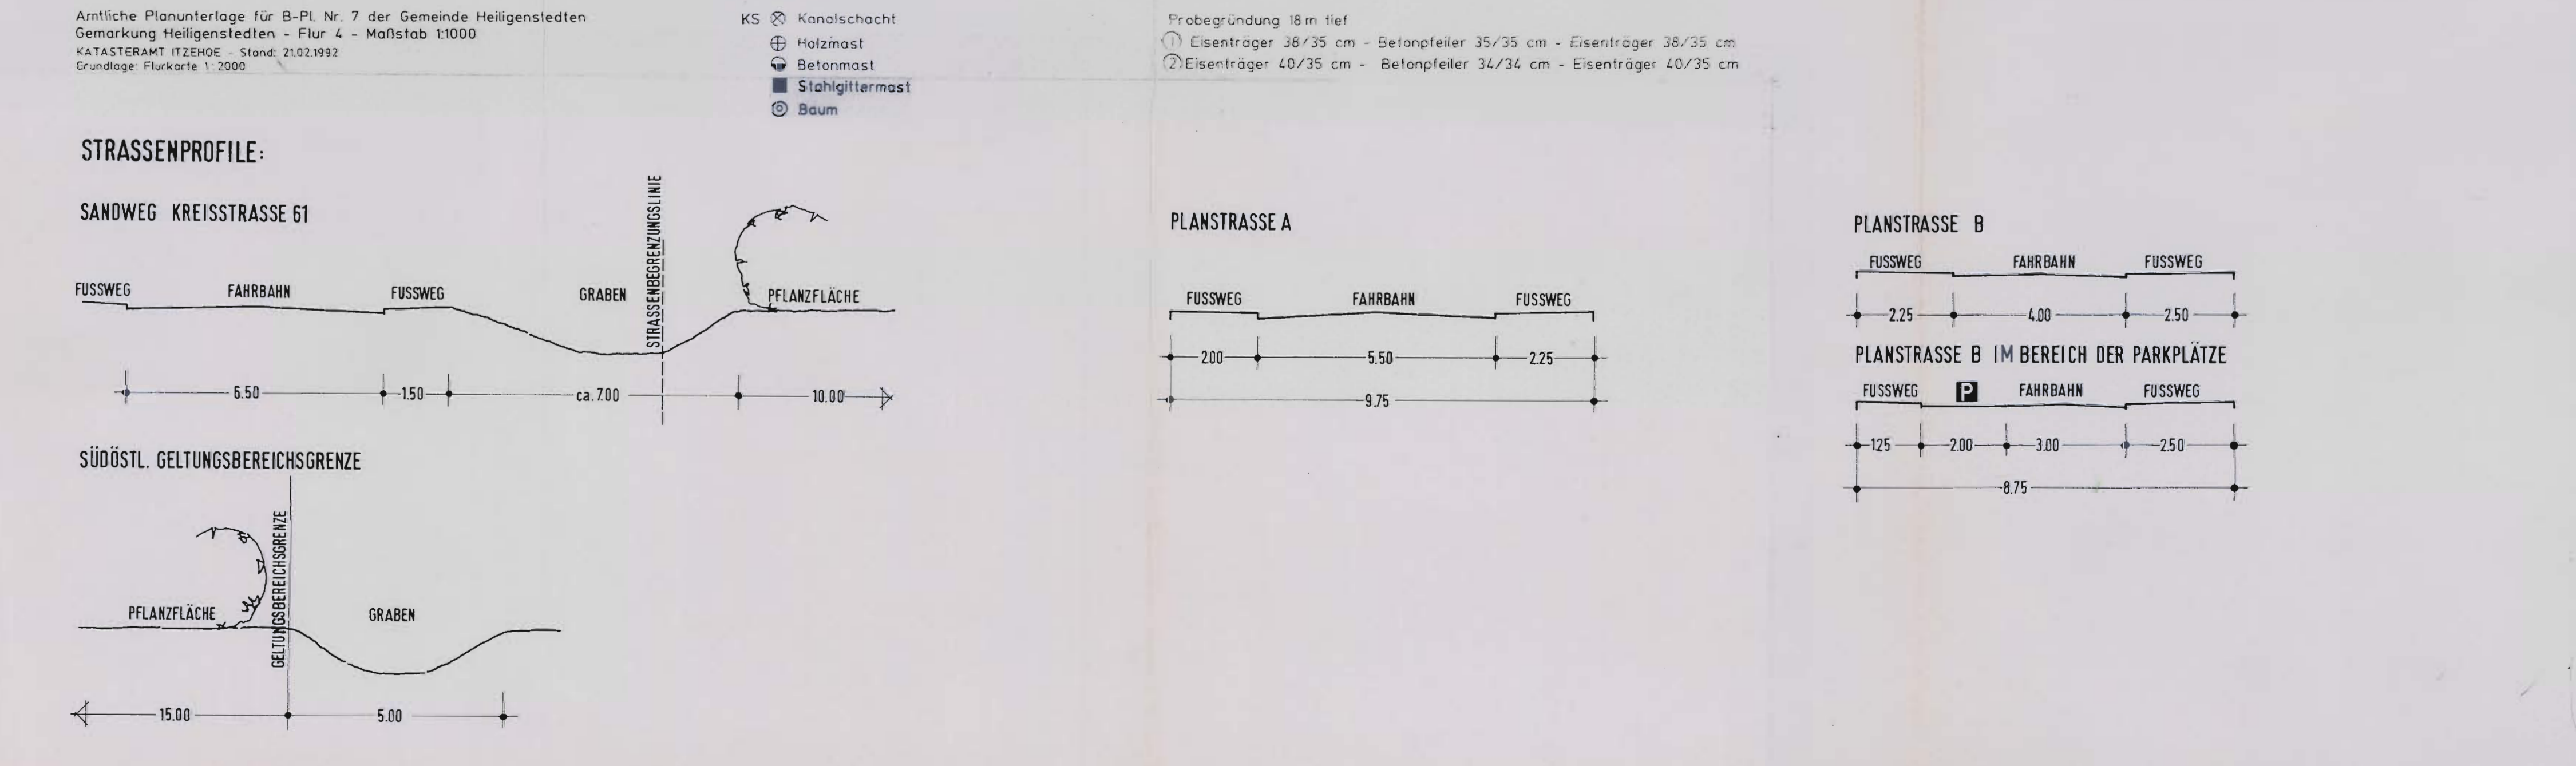 Amtliche Planunterlage für B-Pl. Nr. 7 der Gemeinde Heiligenstedten
Gemarkung Heiligenstedten - Flur 4 - Maßstab 1:1000
KATASTERAMT ITZEHOE - Stand: 21.02.1992
Grundlage: Flurkarte 1:2000
KS Kanalschacht
Holzmast
Betonmast
Stahlgittermast
Baum
Probegründung 18 m tief
1 Eisenträger 38/35 cm - Betonpfeiler 35/35 cm - Eisenträger 38/35 cm
2 Eisenträger 40/35 cm - Betonpfeiler 34/34 cm - Eisenträger 40/35 cm
STRASSENPROFILE:
SANDWEG KREISSTRASSE 61
FUSSWEG FAHRBAHN FUSSWEG GRABEN STRASSENBEGRENZUNGSLINIE PFLANZFLÄCHE
6.50 1.50 ca. 7.00 10.00
SÜDÖSTL. GELTUNGSBEREICHSGRENZE
PFLANZFLÄCHE GELTUNGSBEREICHSGRENZE GRABEN
15.00 5.00
PLANSTRASSE A
FUSSWEG FAHRBAHN FUSSWEG
2.00 5.50 2.25
9.75
PLANSTRASSE B
FUSSWEG FAHRBAHN FUSSWEG
2.25 4.00 2.50
PLANSTRASSE B IM BEREICH DER PARKPLÄTZE
FUSSWEG P FAHRBAHN FUSSWEG
1.25 2.00 3.00 2.50
8.75